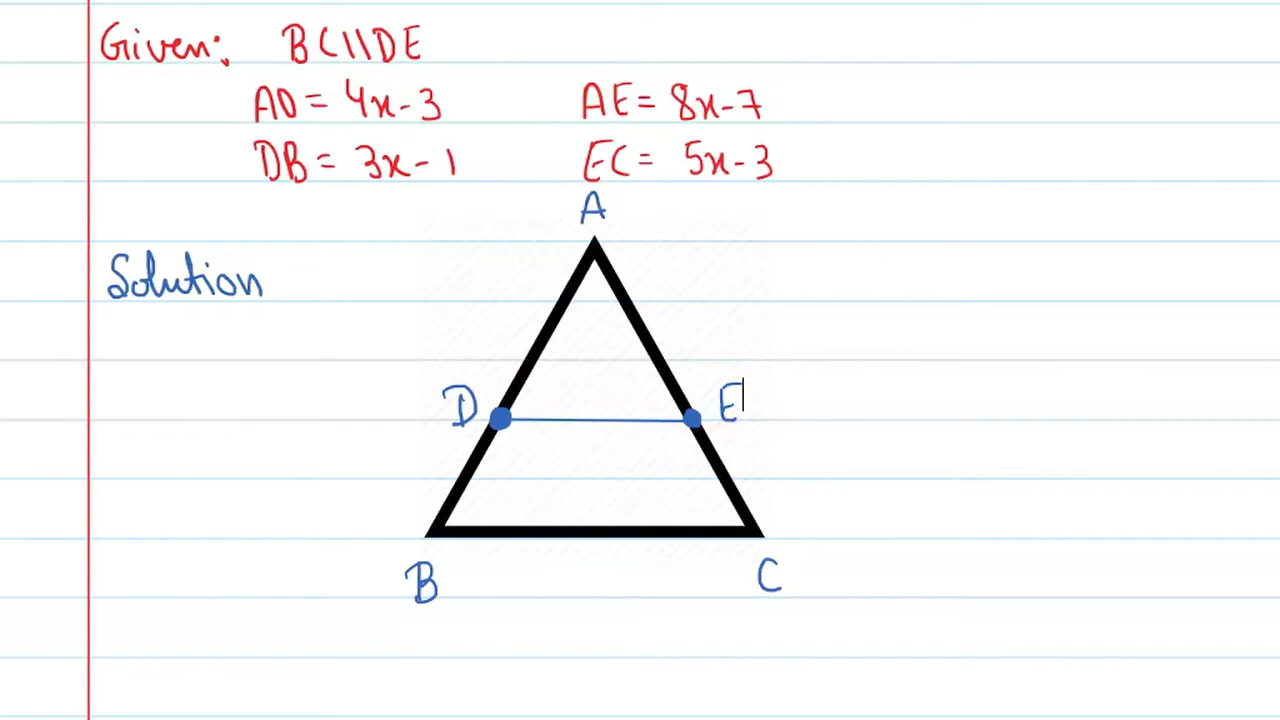 Given: BC||DE
AD = 4x-3 AE = 8x-7
DB = 3x-1 EC = 5x-3
A
Solution
D E
B C